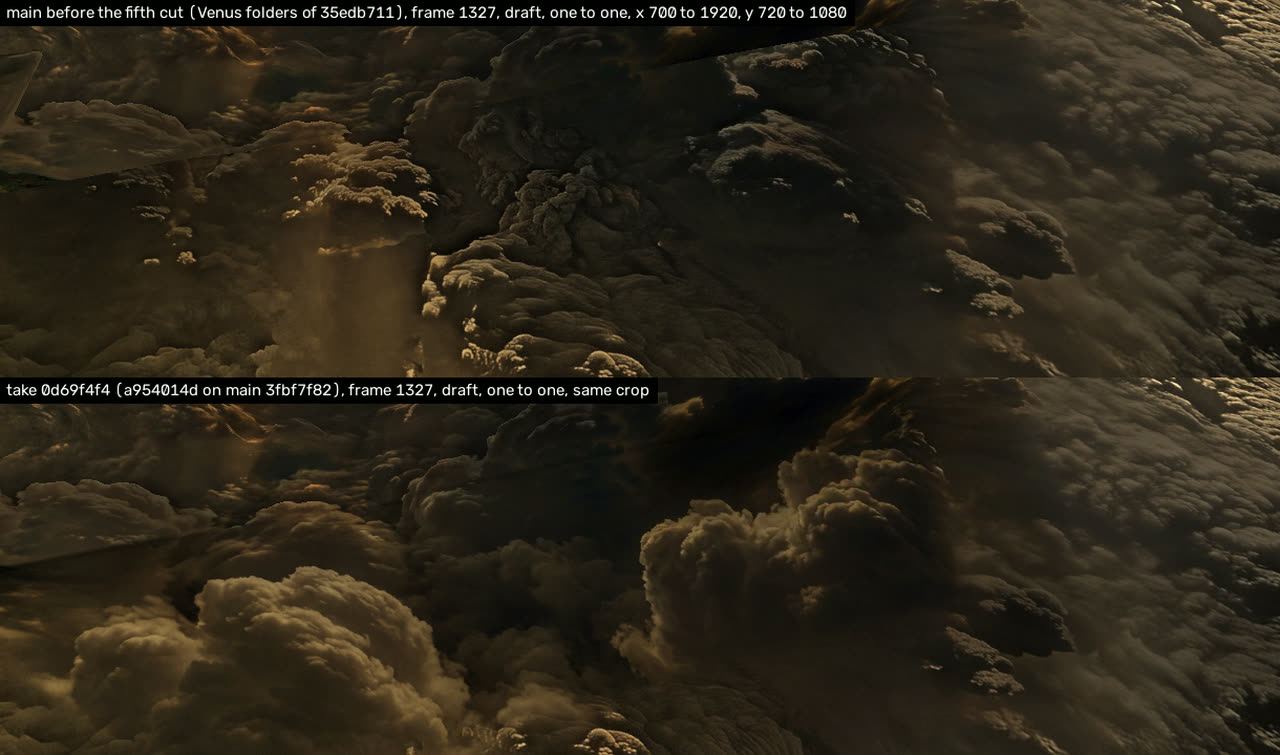 main before the fifth cut (Venus folders of 35edb711), frame 1327, draft, one to one, x 700 to 1920, y 720 to 1080
take 0d69f4f4 (a954014d on main 3fbf7f82), frame 1327, draft, one to one, same crop